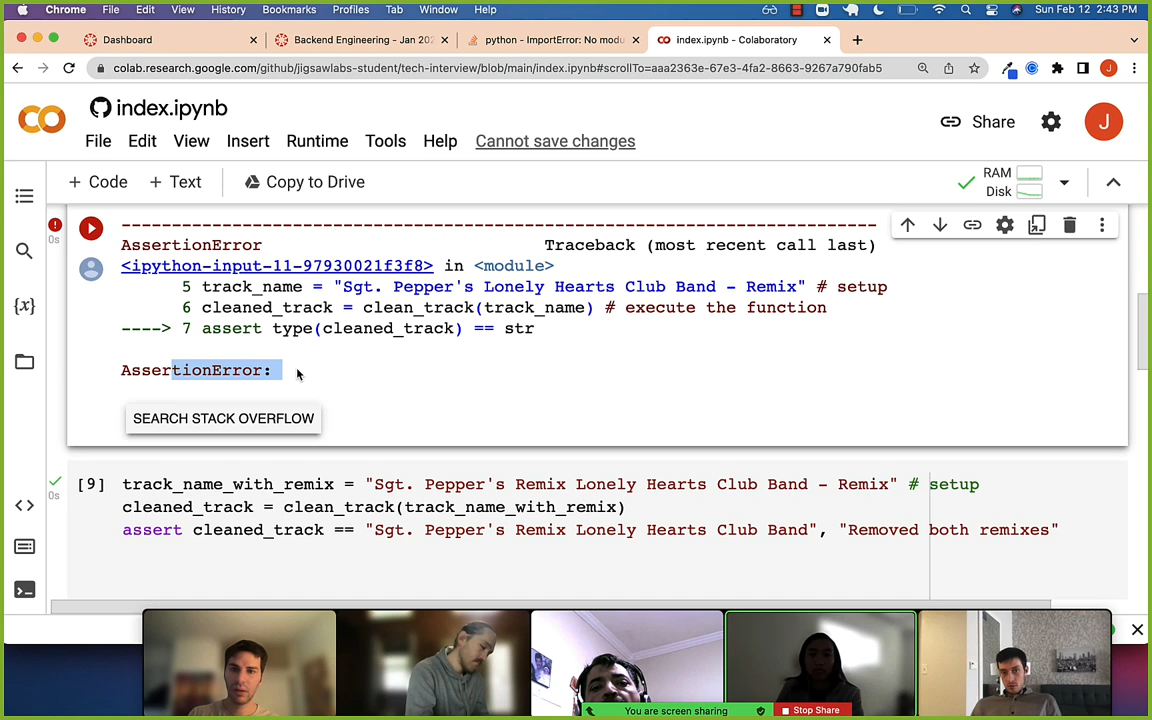 Chrome File Edit View History Bookmarks Profiles Tab Window Help Sun Feb 12 2:43 PM
Dashboard
Backend Engineering - Jan 202
python - ImportError: No modu
index.ipynb - Colaboratory
colab.research.google.com/github/jigsawlabs-student/tech-interview/blob/main/index.ipynb#scrollTo=aaa2363e-67e3-4fa2-8663-9267a790fab5
J
CO
index.ipynb
Share
J
File Edit View Insert Runtime Tools Help Cannot save changes
+ Code + Text Copy to Drive
RAM
Disk
0s
---------------------------------------------------------------------------
AssertionError Traceback (most recent call last)
<ipython-input-11-97930021f3f8> in <module>
5 track_name = "Sgt. Pepper's Lonely Hearts Club Band - Remix" # setup
6 cleaned_track = clean_track(track_name) # execute the function
----> 7 assert type(cleaned_track) == str
AssertionError:
SEARCH STACK OVERFLOW
{x}
0s
[9] track_name_with_remix = "Sgt. Pepper's Remix Lonely Hearts Club Band - Remix" # setup
cleaned_track = clean_track(track_name_with_remix)
assert cleaned_track == "Sgt. Pepper's Remix Lonely Hearts Club Band", "Removed both remixes"
You are screen sharing
Stop Share